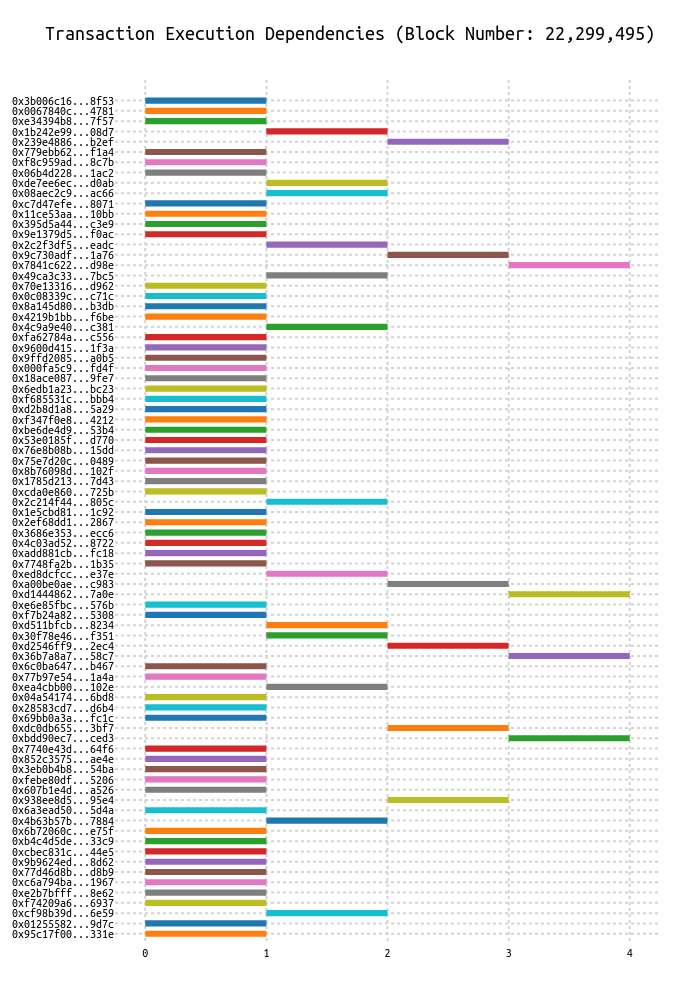 Transaction Execution Dependencies (Block Number: 22,299,495)
0x3b006c16...8f53
0x0067840c...4781
0xe34394b8...7f57
0x1b242e99...08d7
0x239e4886...b2ef
0x779ebb62...f1a4
0xf8c959ad...8c7b
0x06b4d228...1ac2
0xde7ee6ec...d0ab
0x08aec2c9...ac66
0xc7d47efe...8071
0x11ce53aa...10bb
0x395d5a44...c3e9
0x9e1379d5...f0ac
0x2c2f3df5...eadc
0x9c730adf...1a76
0x7841c622...d98e
0x49ca3c33...7bc5
0x70e13316...d962
0x0c08339c...c71c
0x8a145d80...b3db
0x4219b1bb...f6be
0x4c9a9e40...c381
0xfa62784a...c556
0x9600d415...1f3a
0x9ffd2085...a0b5
0x000fa5c9...fd4f
0x18ace087...9fe7
0x6edb1a23...bc23
0xf685531c...bbb4
0xd2b8d1a8...5a29
0xf347f0e8...4212
0xbe6de4d9...53b4
0x53e0185f...d770
0x76e8b08b...15dd
0x75e7d20c...0489
0x8b76098d...102f
0x1785d213...7d43
0xcda0e860...725b
0x2c214f44...805c
0x1e5cbd81...1c92
0x2ef68dd1...2867
0x3686e353...ecc6
0x4c03ad52...8722
0xadd881cb...fc18
0x7748fa2b...1b35
0xed8dcfcc...e37e
0xa00be0ae...c983
0xd1444862...7a0e
0xe6e85fbc...576b
0xf7b24a82...5308
0xd511bfcb...8234
0x30f78e46...f351
0xd2546ff9...2ec4
0x36b7a8a7...58c7
0x6c0ba647...b467
0x77b97e54...1a4a
0xea4cbb00...102e
0x04a54174...6bd8
0x28583cd7...d6b4
0x69bb0a3a...fc1c
0xdc0db655...3bf7
0xbdd90ec7...ced3
0x7740e43d...64f6
0x852c3575...ae4e
0x3eb0b4b8...54ba
0xfebe80df...5206
0x607b1e4d...a526
0x938ee8d5...95e4
0x6a3ead50...5d4a
0x4b63b57b...7884
0x6b72060c...e75f
0xb4c4d5de...33c9
0xcbec831c...44e5
0x9b9624ed...8d62
0x77d46d8b...d8b9
0xc6a794ba...1967
0xe2b7bfff...8e62
0xf74209a6...6937
0xcf98b39d...6e59
0x01255582...9d7c
0x95c17f00...331e
0 1 2 3 4